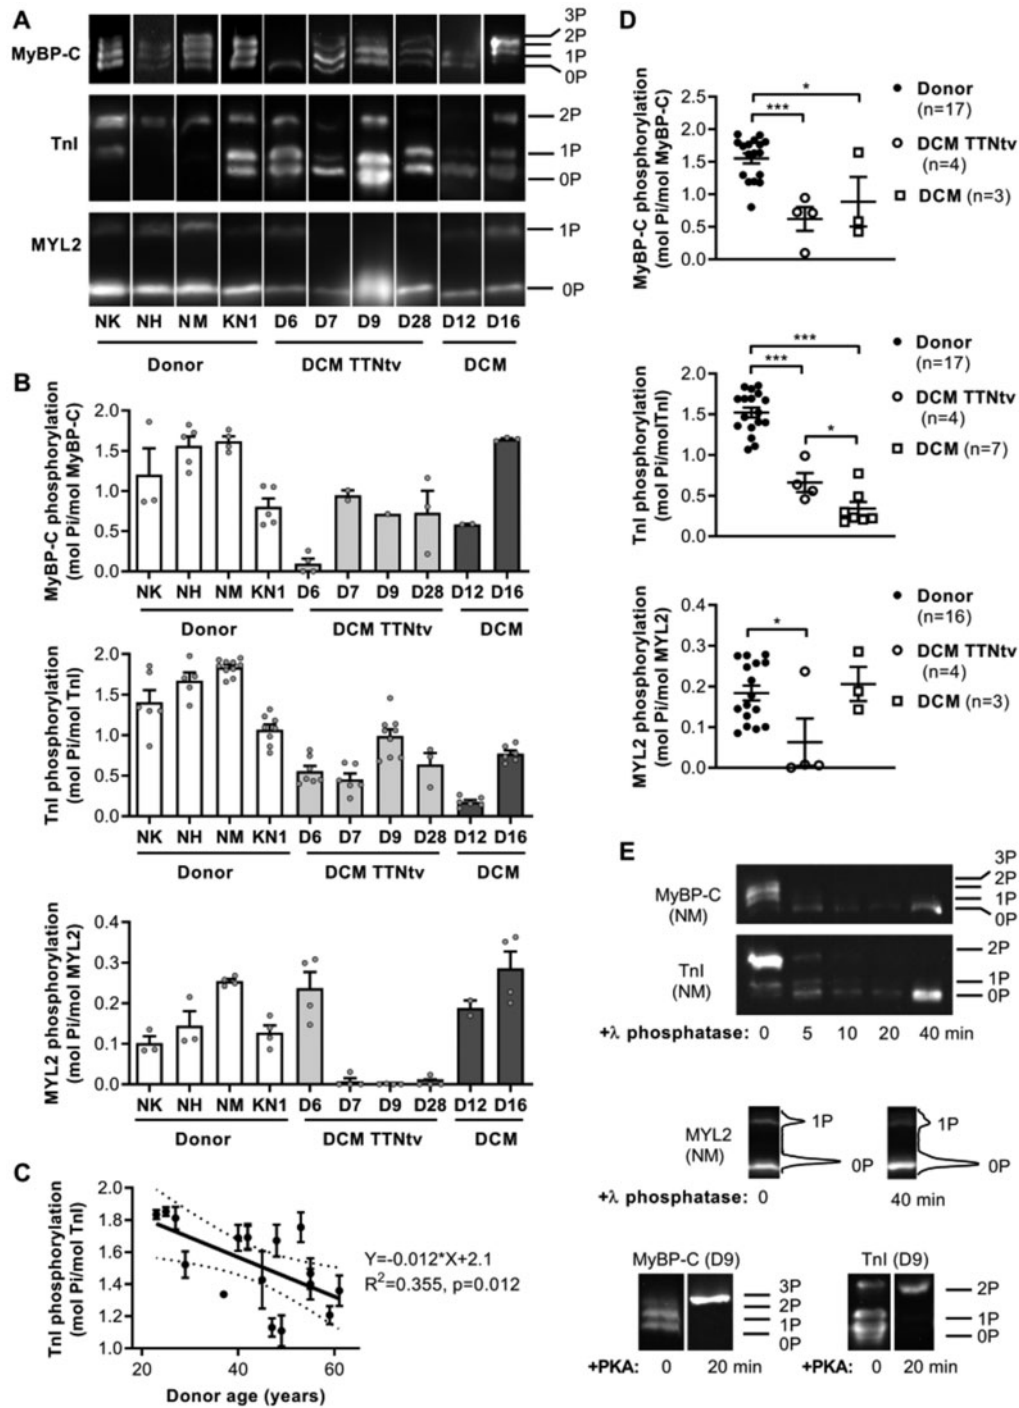 A
MyBP-C
3P
2P
1P
0P
TnI
2P
1P
0P
MYL2
1P
0P
NK NH NM KN1 D6 D7 D9 D28 D12 D16
Donor DCM TTNtv DCM
B
MyBP-C phosphorylation
(mol Pi/mol MyBP-C)
2.0
1.5
1.0
0.5
0.0
NK NH NM KN1 D6 D7 D9 D28 D12 D16
Donor DCM TTNtv DCM
TnI phosphorylation
(mol Pi/mol TnI)
2.0
1.5
1.0
0.5
0.0
NK NH NM KN1 D6 D7 D9 D28 D12 D16
Donor DCM TTNtv DCM
MYL2 phosphorylation
(mol Pi/mol MYL2)
0.4
0.3
0.2
0.1
0.0
NK NH NM KN1 D6 D7 D9 D28 D12 D16
Donor DCM TTNtv DCM
C
TnI phosphorylation
(mol Pi/mol TnI)
2.0
1.8
1.6
1.4
1.2
1.0
20 40 60
Donor age (years)
Y=-0.012*X+2.1
R²=0.355, p=0.012
D
MyBP-C phosphorylation
(mol Pi/mol MyBP-C)
2.5
2.0
1.5
1.0
0.5
0.0
*
***
Donor
(n=17)
DCM TTNtv
(n=4)
DCM (n=3)
TnI phosphorylation
(mol Pi/molTnI)
2.0
1.5
1.0
0.5
0.0
***
***
*
Donor
(n=17)
DCM TTNtv
(n=4)
DCM (n=7)
MYL2 phosphorylation
(mol Pi/mol MYL2)
0.4
0.3
0.2
0.1
0.0
*
Donor
(n=16)
DCM TTNtv
(n=4)
DCM (n=3)
E
MyBP-C
(NM)
3P
2P
1P
0P
TnI
(NM)
2P
1P
0P
+λ phosphatase: 0 5 10 20 40 min
MYL2
(NM)
1P
0P
1P
0P
+λ phosphatase: 0 40 min
MyBP-C (D9) TnI (D9)
3P
2P
1P
0P
2P
1P
0P
+PKA: 0 20 min +PKA: 0 20 min